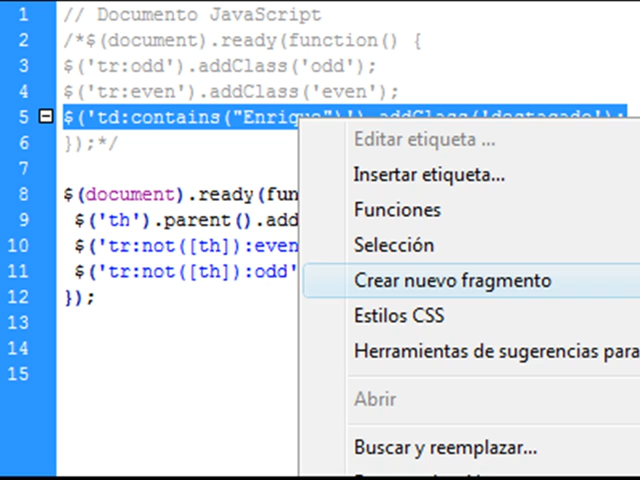 1 // Documento JavaScript
2 /*$(document).ready(function() {
3 $('tr:odd').addClass('odd');
4 $('tr:even').addClass('even');
5 $('td:contains("Enrique")').addClass('destacado');
6 });*/
7
8 $(document).ready(fun
9 $('th').parent().add
10 $('tr:not([th]):even
11 $('tr:not([th]):odd'
12 });
13
14
15
Editar etiqueta ...
Insertar etiqueta...
Funciones
Selección
Crear nuevo fragmento
Estilos CSS
Herramientas de sugerencias para
Abrir
Buscar y reemplazar...